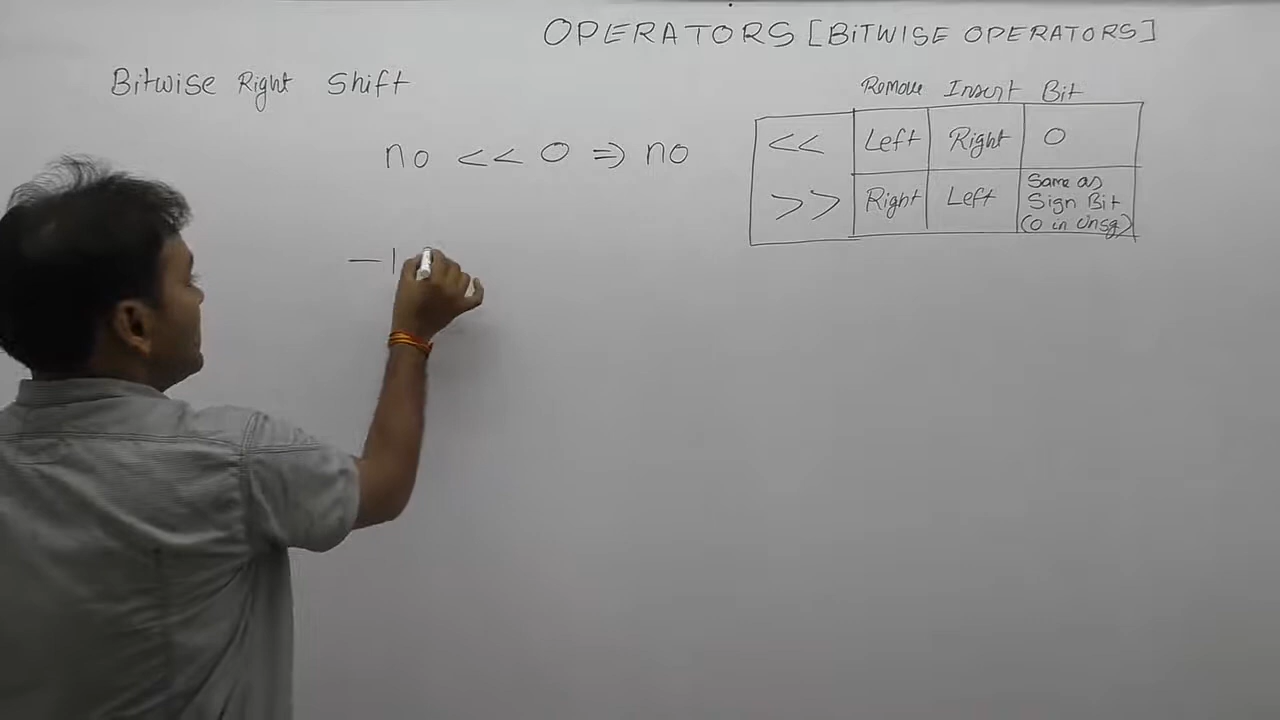 OPERATORS [BITWISE OPERATORS]
Bitwise Right Shift
no << 0 => no
Remove Insert Bit
<< Left Right 0
>> Right Left Same as Sign Bit (0 in Unsg)
-1